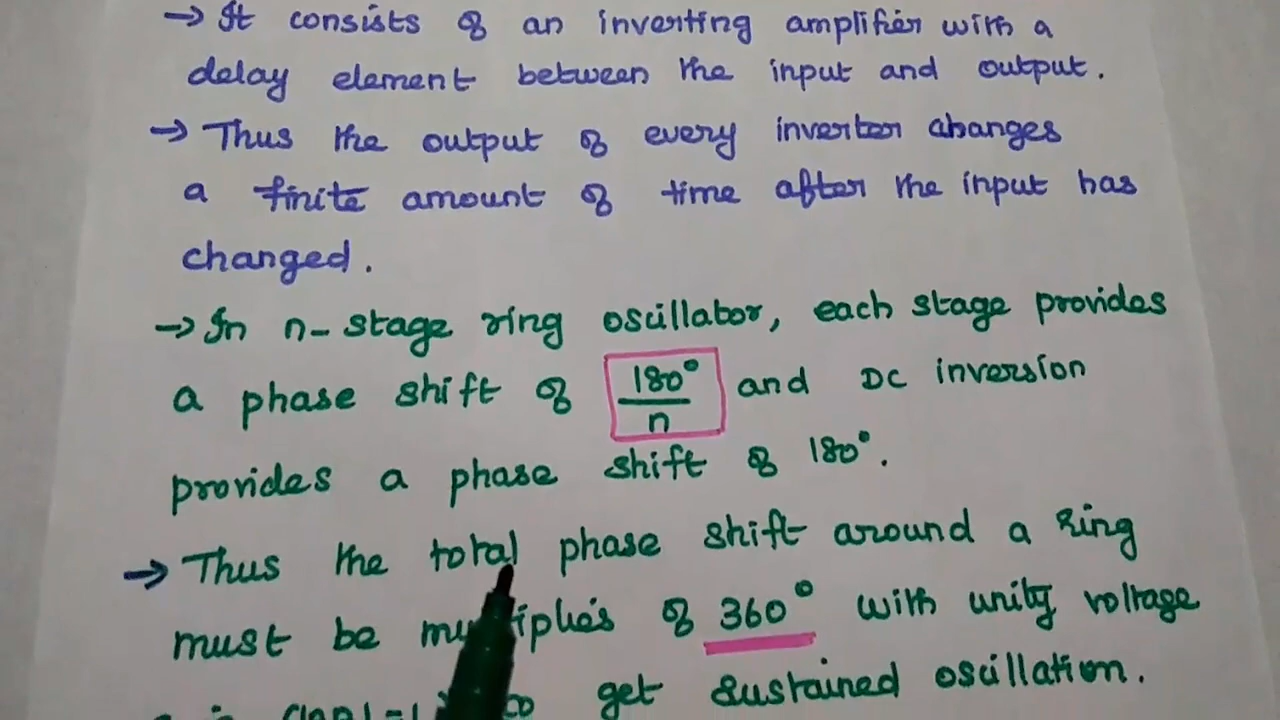 → It consists of an inverting amplifier with a
delay element between the input and output.
→ Thus the output of every inverter changes
a finite amount of time after the input has
changed.
→ In n-stage ring oscillator, each stage provides
a phase shift of 180°/n and DC inversion
provides a phase shift of 180°.
→ Thus the total phase shift around a ring
must be of 360° with unity voltage
get sustained oscillation.